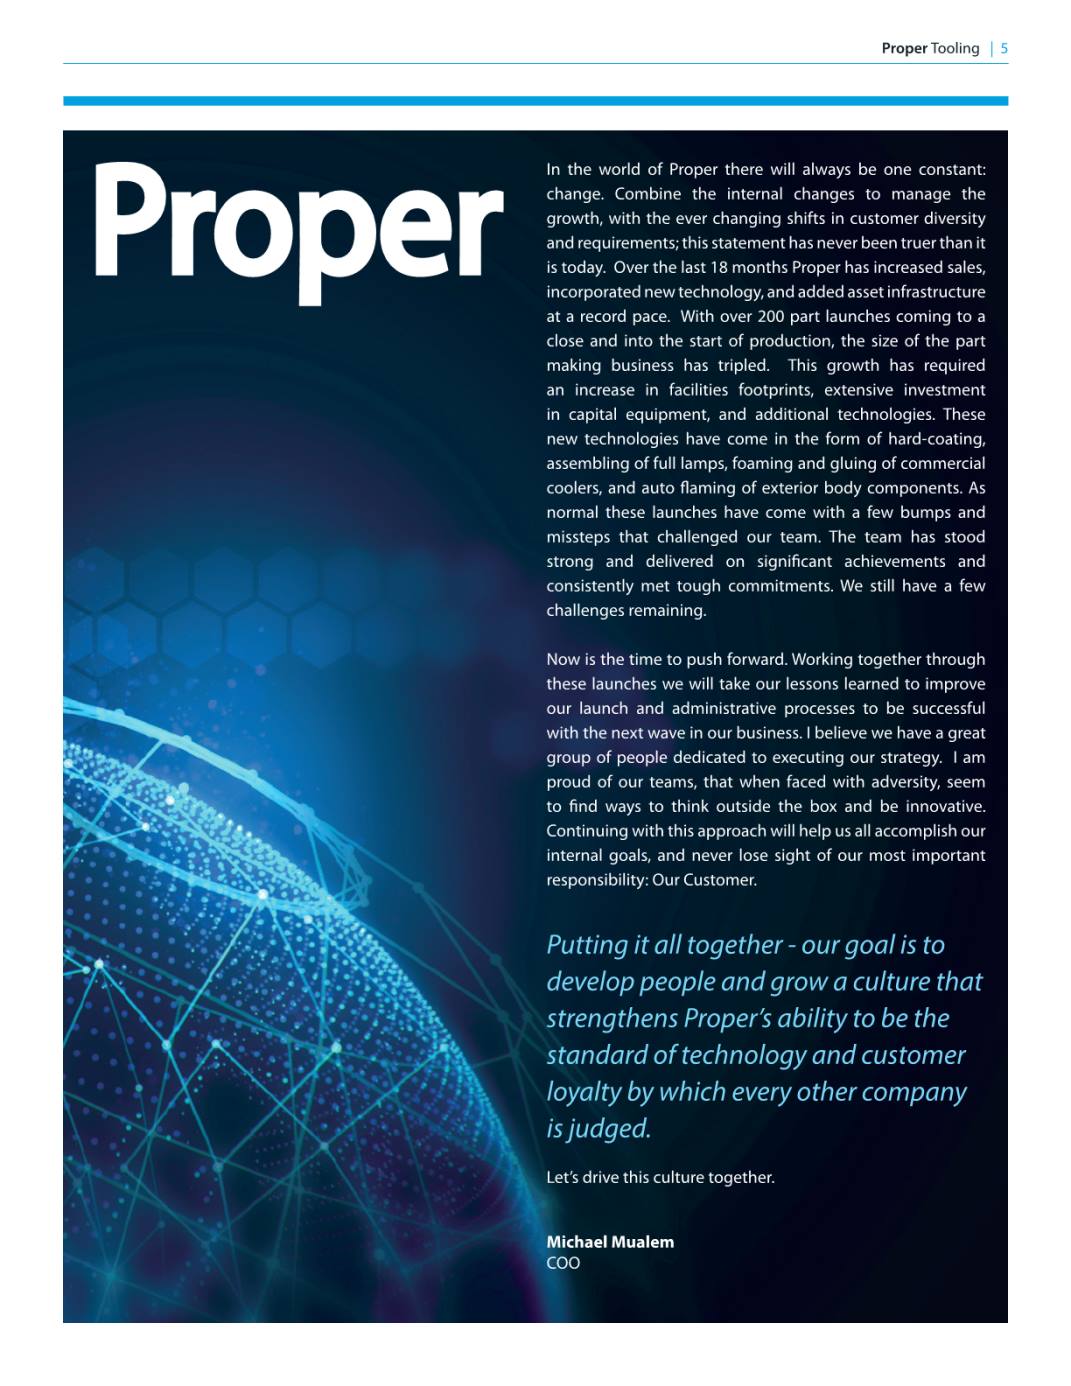 Proper Tooling | 5
Proper
In the world of Proper there will always be one constant:
change. Combine the internal changes to manage the
growth, with the ever changing shifts in customer diversity
and requirements; this statement has never been truer than it
is today. Over the last 18 months Proper has increased sales,
incorporated new technology, and added asset infrastructure
at a record pace. With over 200 part launches coming to a
close and into the start of production, the size of the part
making business has tripled. This growth has required
an increase in facilities footprints, extensive investment
in capital equipment, and additional technologies. These
new technologies have come in the form of hard-coating,
assembling of full lamps, foaming and gluing of commercial
coolers, and auto flaming of exterior body components. As
normal these launches have come with a few bumps and
missteps that challenged our team. The team has stood
strong and delivered on significant achievements and
consistently met tough commitments. We still have a few
challenges remaining.
Now is the time to push forward. Working together through
these launches we will take our lessons learned to improve
our launch and administrative processes to be successful
with the next wave in our business. I believe we have a great
group of people dedicated to executing our strategy. I am
proud of our teams, that when faced with adversity, seem
to find ways to think outside the box and be innovative.
Continuing with this approach will help us all accomplish our
internal goals, and never lose sight of our most important
responsibility: Our Customer.
Putting it all together - our goal is to
develop people and grow a culture that
strengthens Proper’s ability to be the
standard of technology and customer
loyalty by which every other company
is judged.
Let’s drive this culture together.
Michael Mualem
COO